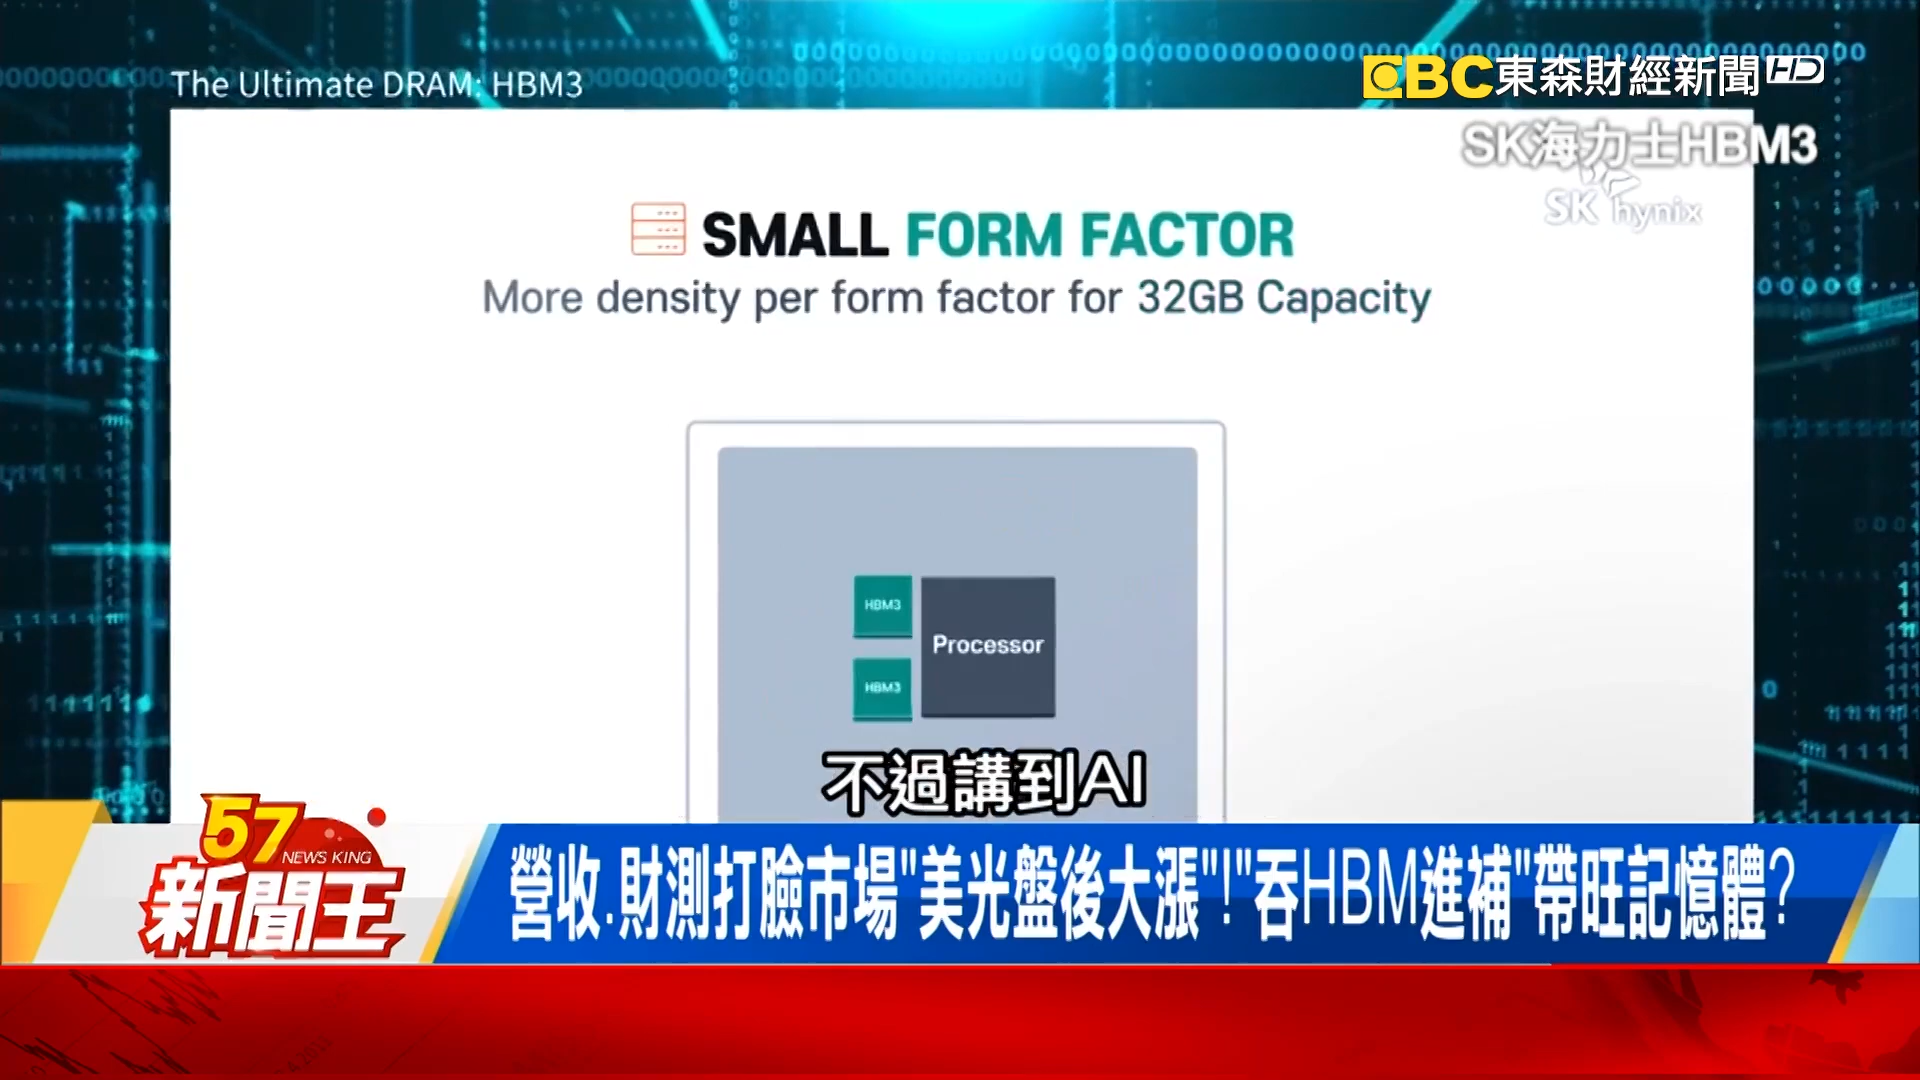 The Ultimate DRAM: HBM3
EBC東森財經新聞HD
SK海力士HBM3
SK hynix
SMALL FORM FACTOR
More density per form factor for 32GB Capacity
HBM3
Processor
HBM3
不過講到AI
57
NEWS KING
新聞王
營收.財測打臉市場"美光盤後大漲"!"吞HBM進補"帶旺記憶體?